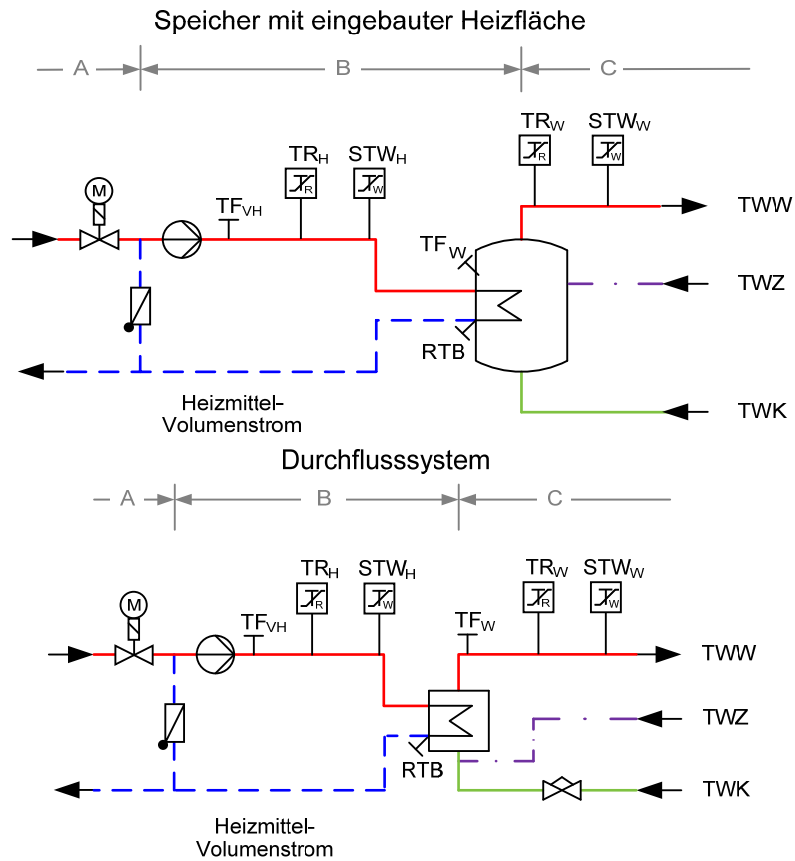 Speicher mit eingebauter Heizfläche
A B C
TRW STWW
TRH STWH
R W
M
TFVH
R W
TWW
TFW
TWZ
RTB
Heizmittel-
Volumenstrom
TWK
Durchflusssystem
A B C
TRH STWH TRW STWW
M
R W R W
TFVH TFW
TWW
TWZ
RTB
TWK
Heizmittel-
Volumenstrom